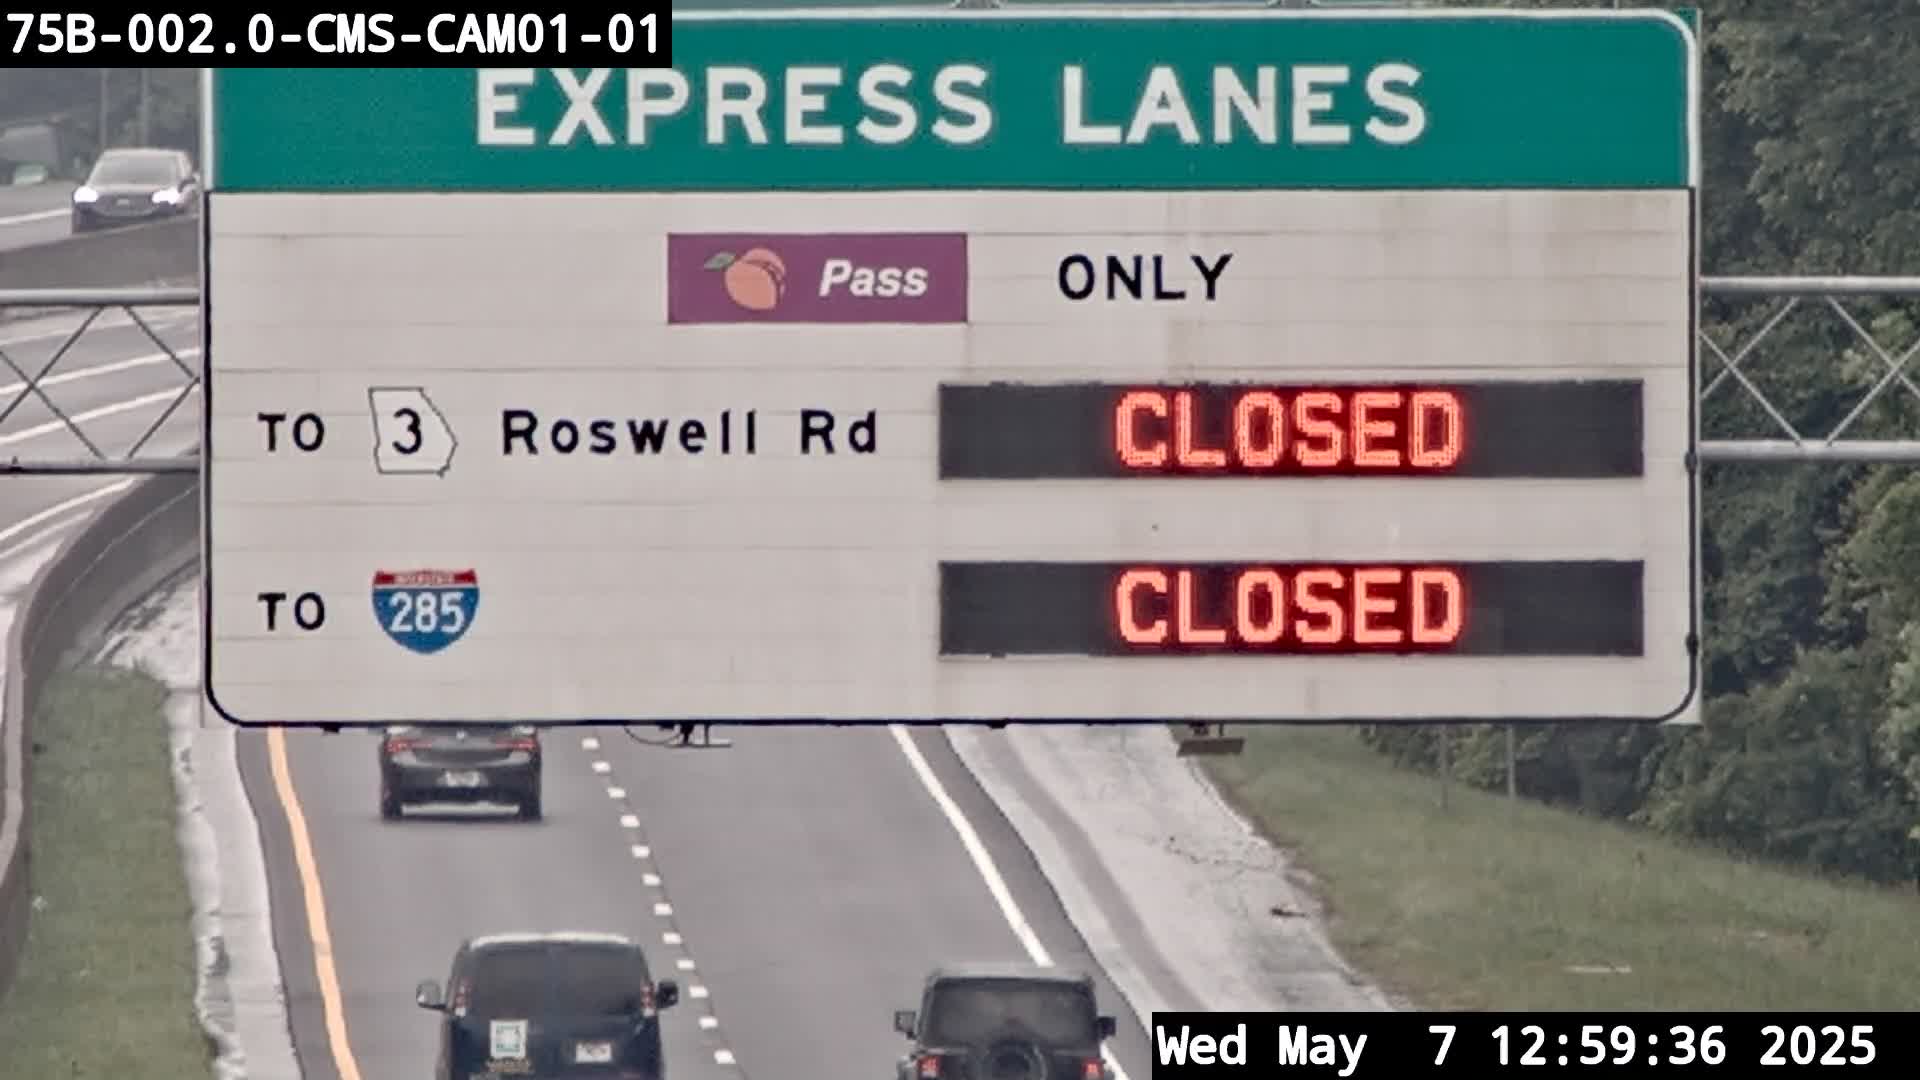 75B-002.0-CMS-CAM01-01
EXPRESS LANES
Pass ONLY
TO 3 Roswell Rd CLOSED
INTERSTATE
TO 285 CLOSED
Wed May 7 12:59:36 2025